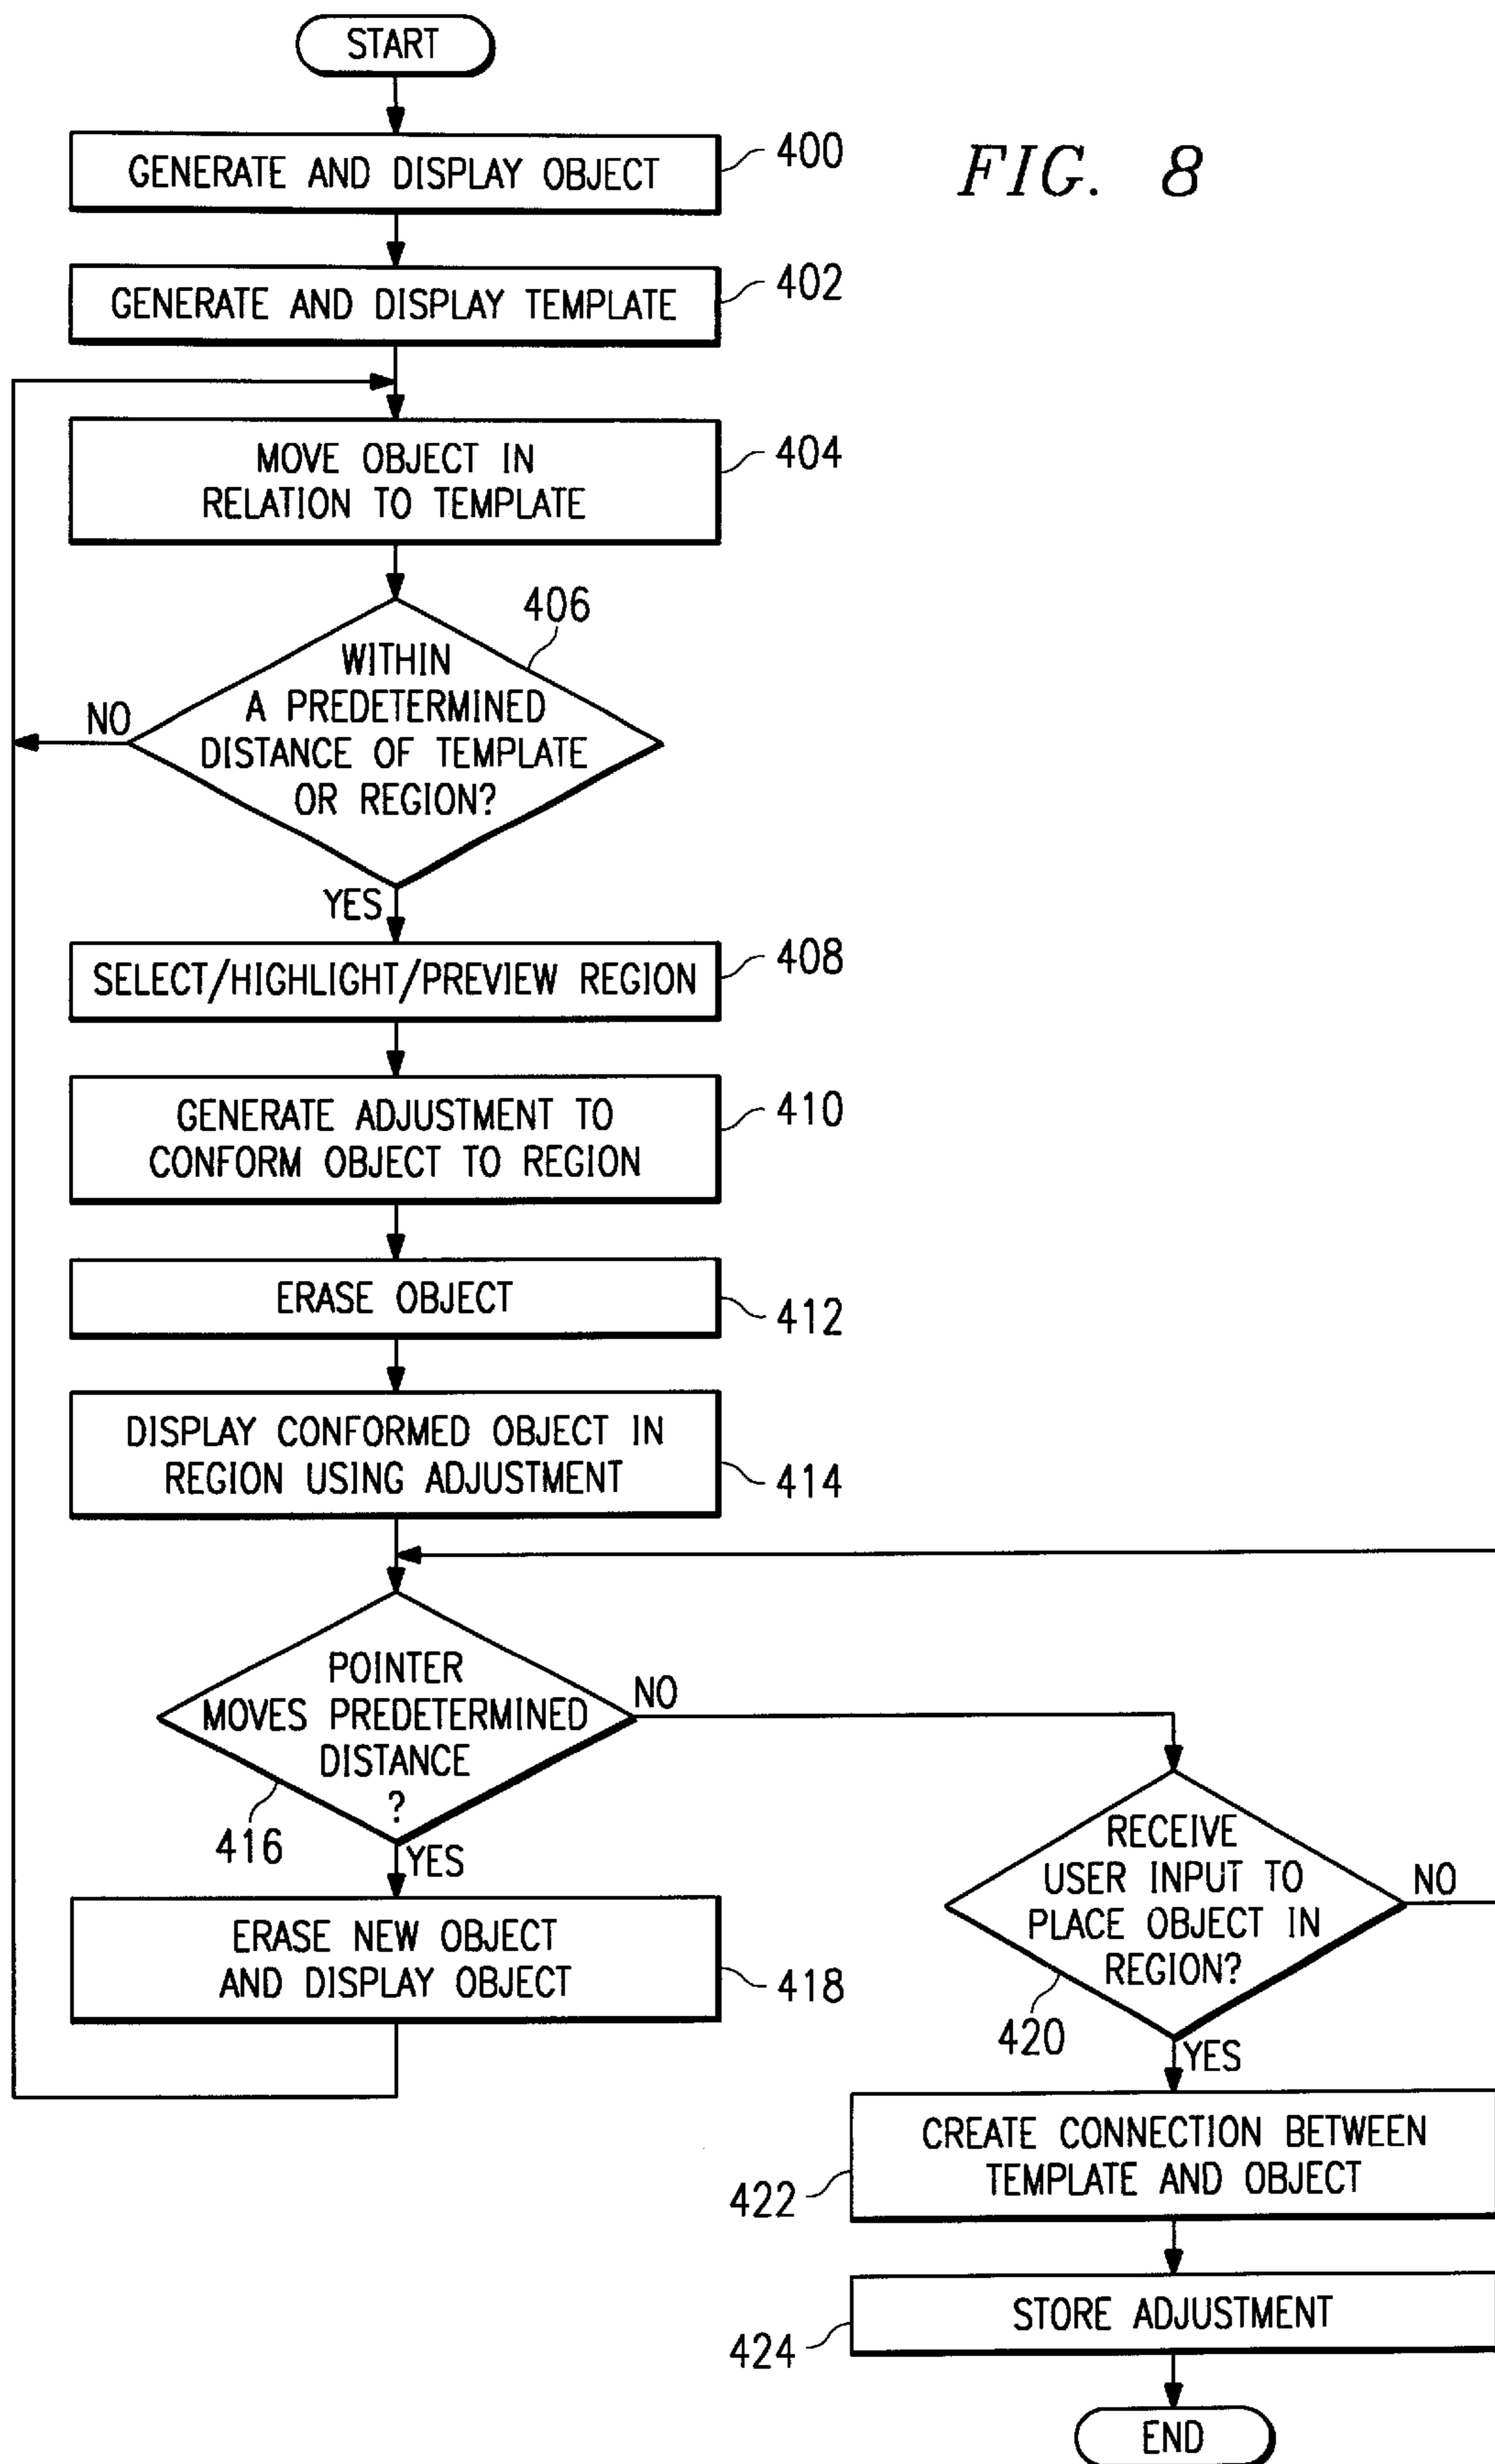 START
GENERATE AND DISPLAY OBJECT
400
FIG. 8
GENERATE AND DISPLAY TEMPLATE
402
MOVE OBJECT IN
RELATION TO TEMPLATE
404
406
WITHIN
A PREDETERMINED
DISTANCE OF TEMPLATE
OR REGION?
NO
YES
SELECT/HIGHLIGHT/PREVIEW REGION
408
GENERATE ADJUSTMENT TO
CONFORM OBJECT TO REGION
410
ERASE OBJECT
412
DISPLAY CONFORMED OBJECT IN
REGION USING ADJUSTMENT
414
POINTER
MOVES PREDETERMINED
DISTANCE
?
NO
416
YES
ERASE NEW OBJECT
AND DISPLAY OBJECT
418
RECEIVE
USER INPUT TO
PLACE OBJECT IN
REGION?
NO
420
YES
CREATE CONNECTION BETWEEN
TEMPLATE AND OBJECT
422
STORE ADJUSTMENT
424
END